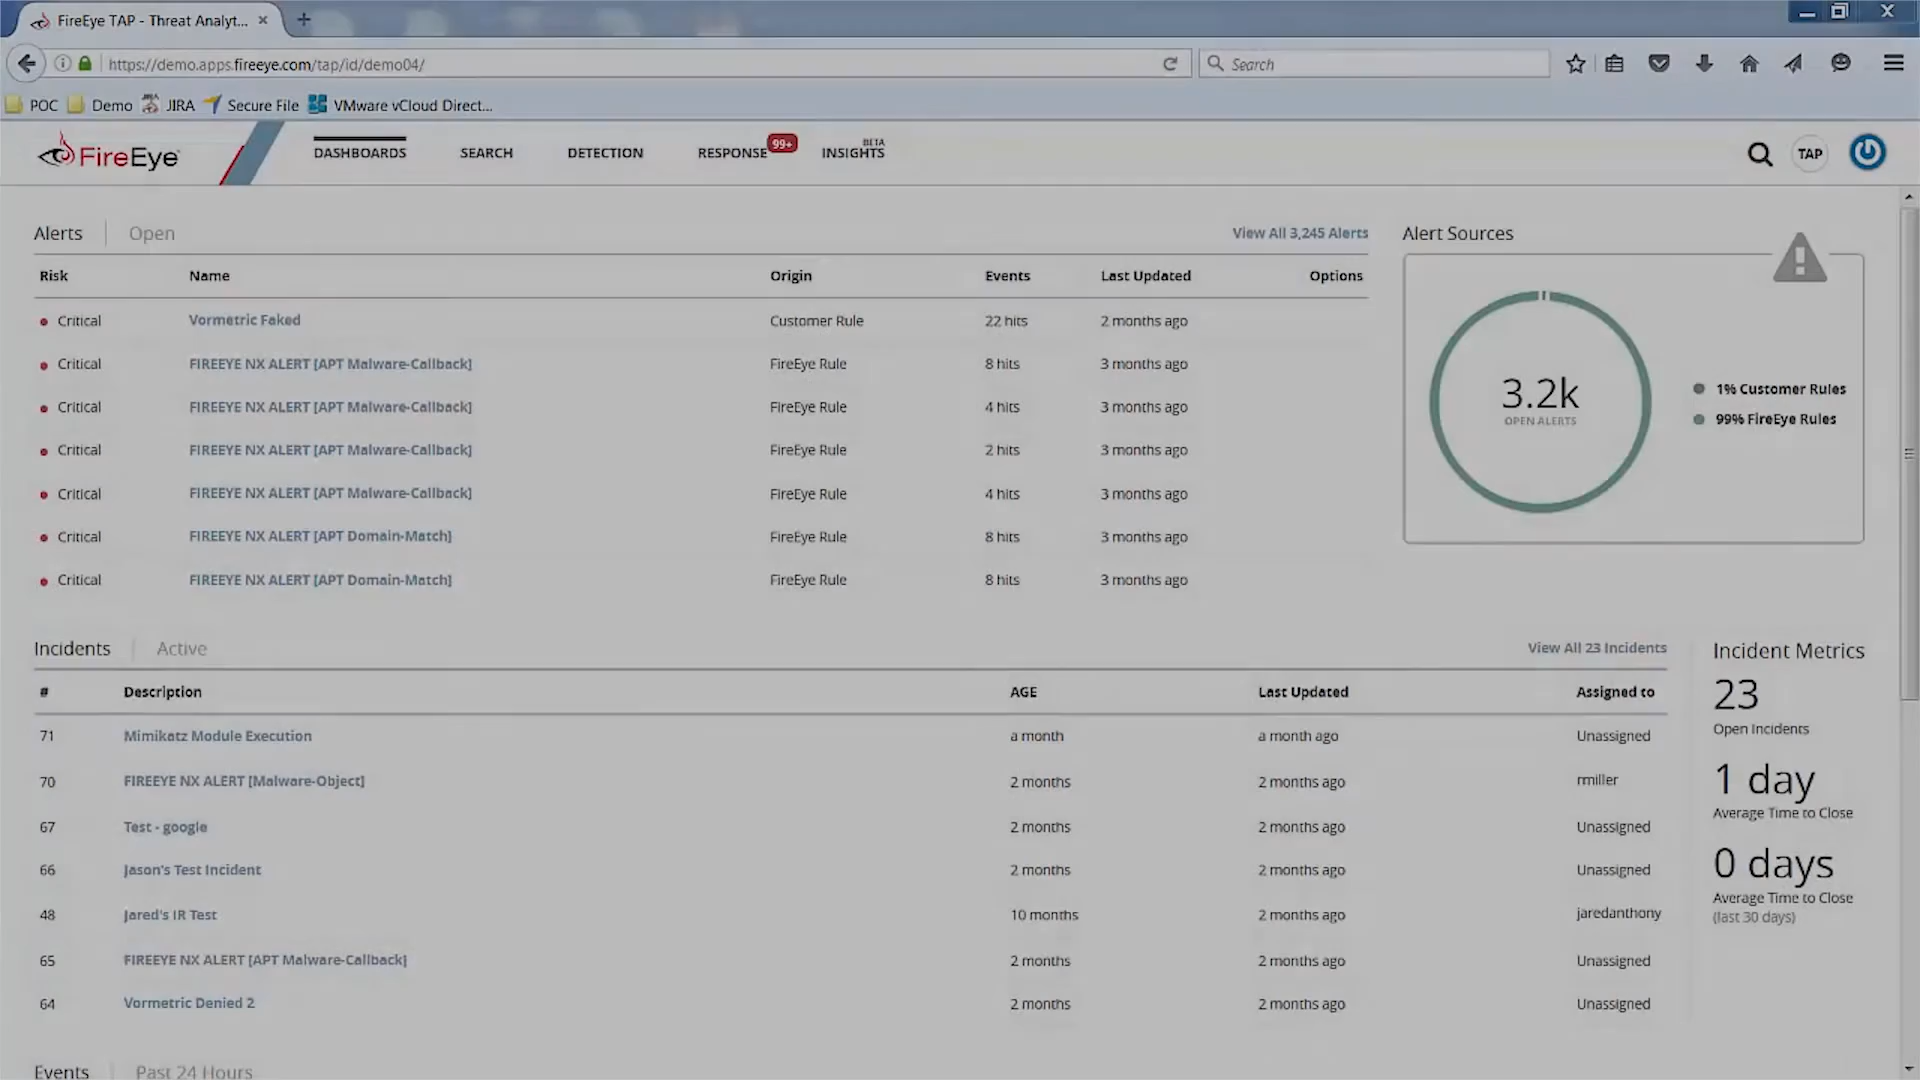 FireEye TAP - Threat Analyt...
https://demo.apps.fireeye.com/tap/id/demo04/
Search
POC Demo JIRA Secure File VMware vCloud Direct...
FireEye DASHBOARDS SEARCH DETECTION RESPONSE 99+ INSIGHTS BETA TAP
Alerts Open View All 3,245 Alerts Alert Sources
Risk Name Origin Events Last Updated Options
Critical Vormetric Faked Customer Rule 22 hits 2 months ago
Critical FIREEYE NX ALERT [APT Malware-Callback] FireEye Rule 8 hits 3 months ago
Critical FIREEYE NX ALERT [APT Malware-Callback] FireEye Rule 4 hits 3 months ago
Critical FIREEYE NX ALERT [APT Malware-Callback] FireEye Rule 2 hits 3 months ago
Critical FIREEYE NX ALERT [APT Malware-Callback] FireEye Rule 4 hits 3 months ago
Critical FIREEYE NX ALERT [APT Domain-Match] FireEye Rule 8 hits 3 months ago
Critical FIREEYE NX ALERT [APT Domain-Match] FireEye Rule 8 hits 3 months ago
3.2k
OPEN ALERTS
1% Customer Rules
99% FireEye Rules
Incidents Active View All 23 Incidents
# Description AGE Last Updated Assigned to
71 Mimikatz Module Execution a month a month ago Unassigned
70 FIREEYE NX ALERT [Malware-Object] 2 months 2 months ago rmiller
67 Test - google 2 months 2 months ago Unassigned
66 Jason's Test Incident 2 months 2 months ago Unassigned
48 Jared's IR Test 10 months 2 months ago jaredanthony
65 FIREEYE NX ALERT [APT Malware-Callback] 2 months 2 months ago Unassigned
64 Vormetric Denied 2 2 months 2 months ago Unassigned
Incident Metrics
23
Open Incidents
1 day
Average Time to Close
0 days
Average Time to Close
(last 30 days)
Events Past 24 Hours